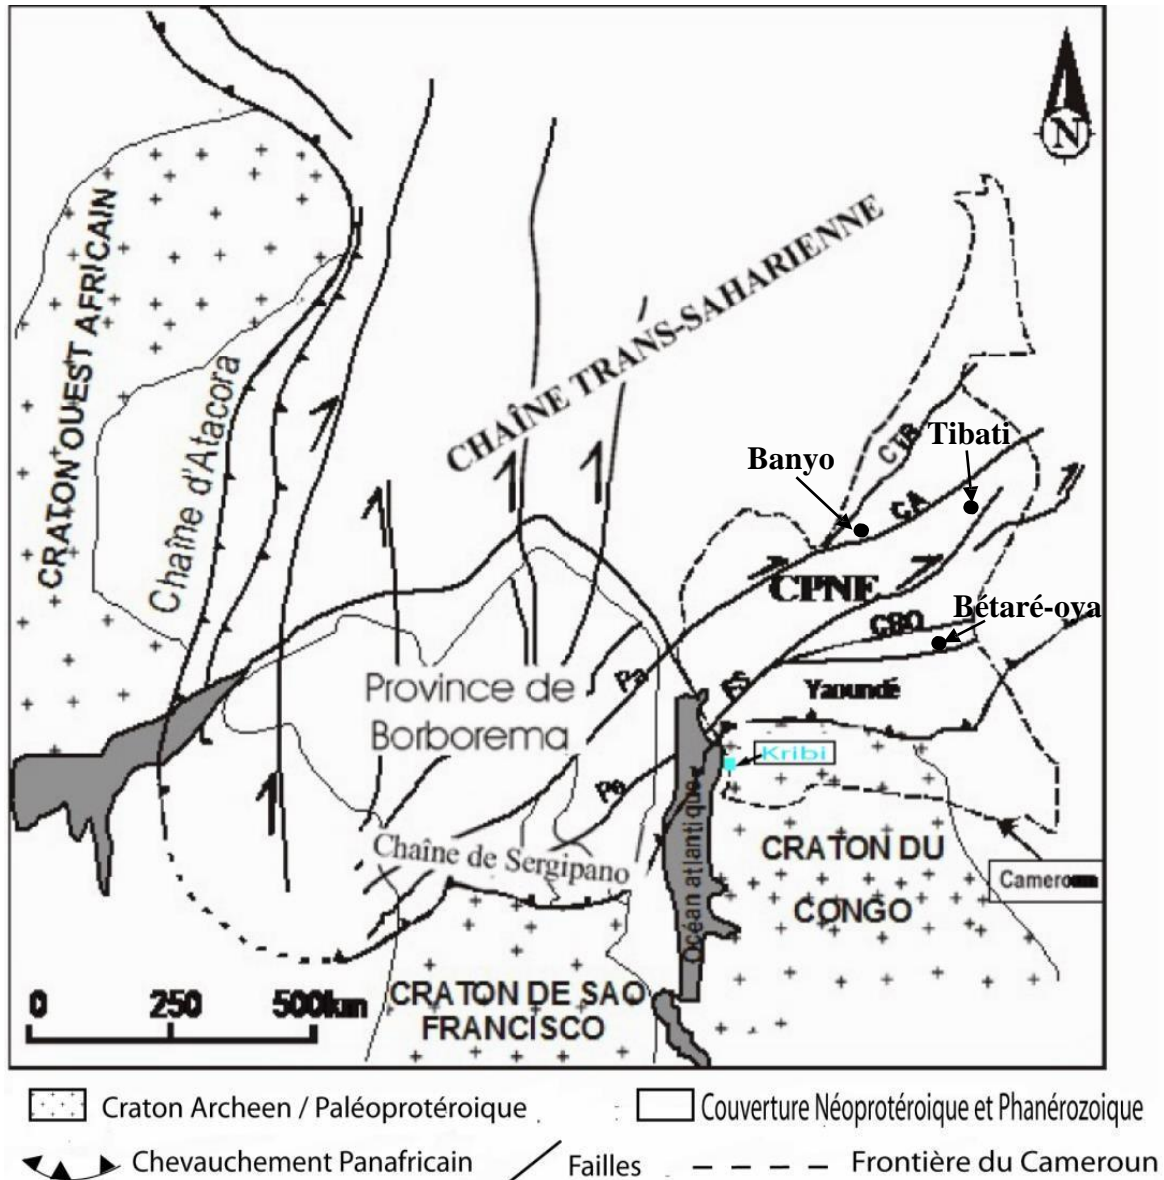 N
CRATON OUEST AFRICAIN
Chaîne d'Atacora
CHAÎNE TRANS-SAHARIENNE
CTB
Tibati
Banyo
CA
CPNE
Bétaré-oya
CBO
Pa
FS
Yaoundé
Province de
Borborema
Kribi
Pe
Chaîne de Sergipano
Océan atlantique
CRATON DU
CONGO
Cameroun
0 250 500km
CRATON DE SAO
FRANCISCO
Craton Archeen / Paléoprotéroique
Couverture Néoprotéroique et Phanérozoique
Chevauchement Panafricain
Failles
Frontière du Cameroun